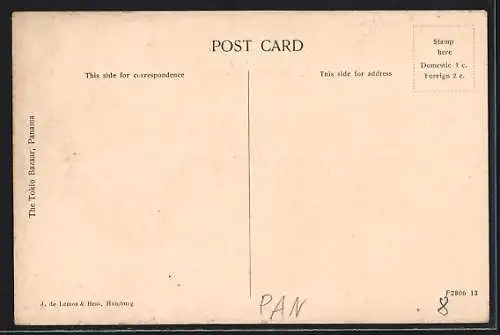 POST CARD
Stamp
here
Domestic 1 c.
Foreign 2 c.
This side for correspondence
This side for address
The Tokio Bazaar, Panama
J. de Lemos & Hess, Hamburg
F2806 13
PAN
8